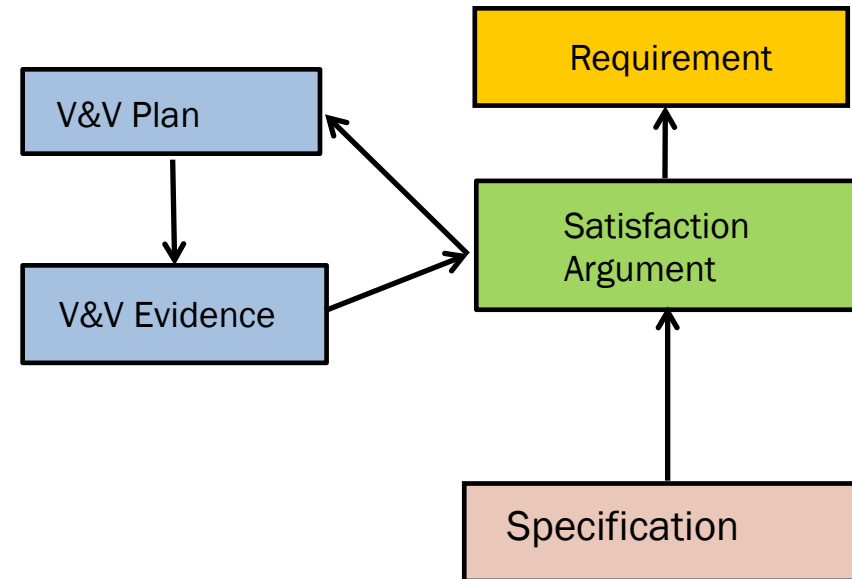 Requirement
V&V Plan
Satisfaction
Argument
V&V Evidence
Specification